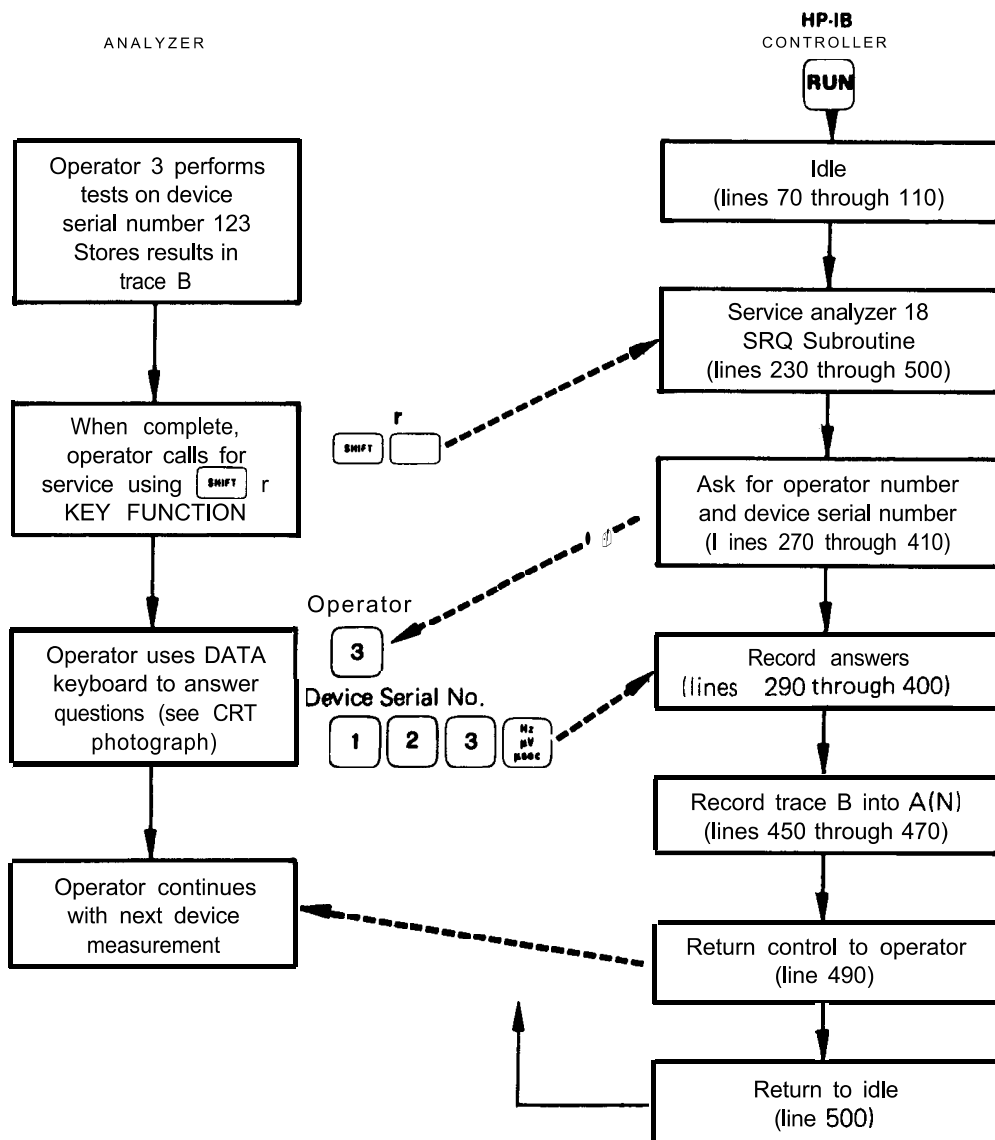 ANALYZER
HP-IB
CONTROLLER
RUN
Operator 3 performs
tests on device
serial number 123
Stores results in
trace B
Idle
(lines 70 through 110)
Service analyzer 18
SRQ Subroutine
(lines 230 through 500)
When complete,
operator calls for
service using SHIFT r
KEY FUNCTION
r
SHIFT
Ask for operator number
and device serial number
(l ines 270 through 410)
Operator
3
Device Serial No.
1 2 3 Hz
µV
µsec
Operator uses DATA
keyboard to answer
questions (see CRT
photograph)
Record answers
(lines 290 through 400)
Record trace B into A(N)
(lines 450 through 470)
Operator continues
with next device
measurement
Return control to operator
(line 490)
Return to idle
(line 500)